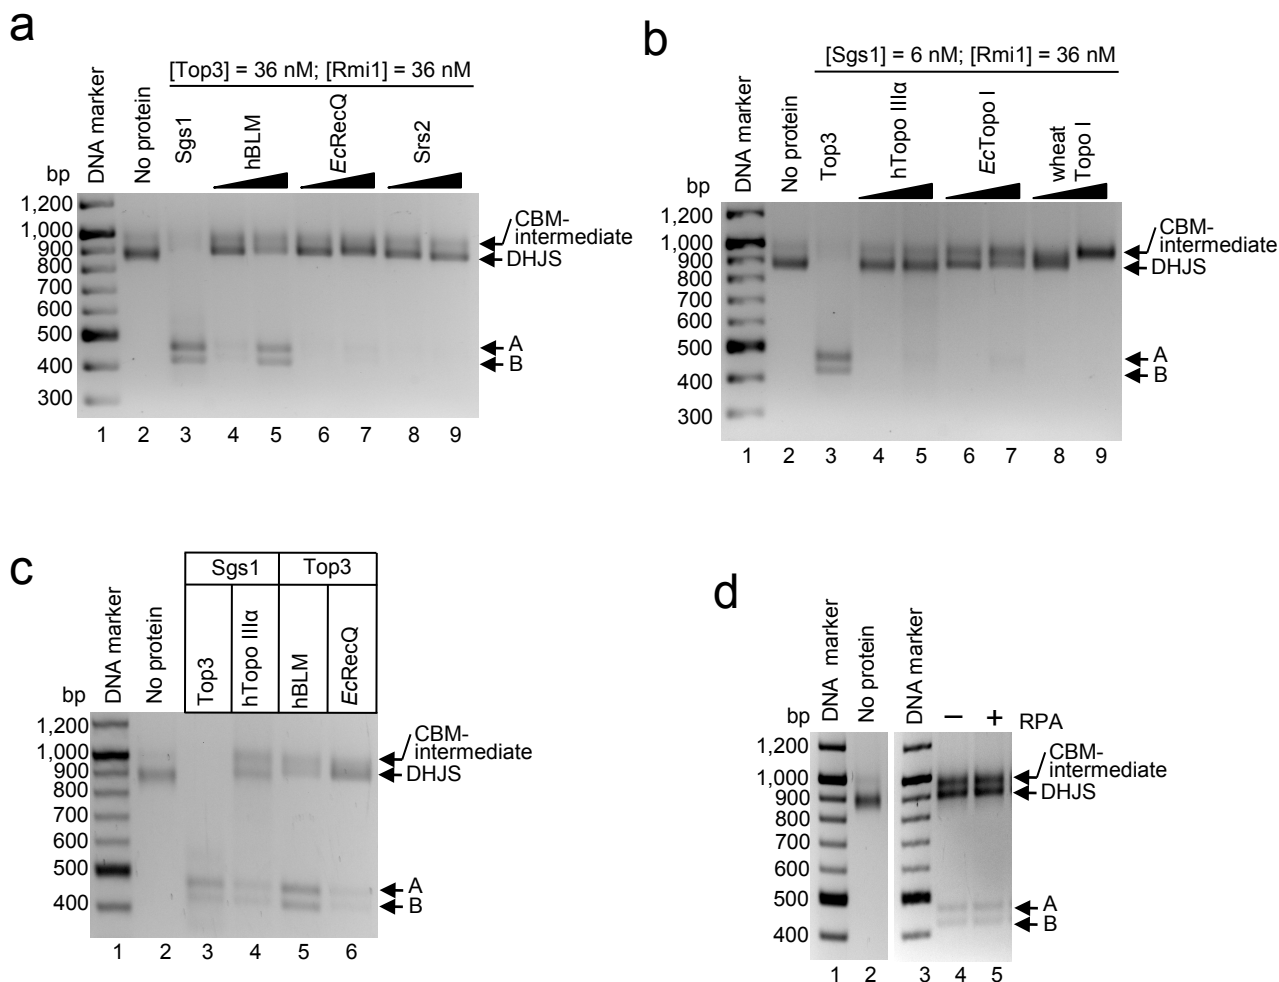 a
[Top3] = 36 nM; [Rmi1] = 36 nM
DNA marker
No protein
Sgs1
hBLM
EcRecQ
Srs2
bp
1,200
1,000
900
800
700
600
500
400
300
CBM-
intermediate
DHJS
A
B
1 2 3 4 5 6 7 8 9
b
[Sgs1] = 6 nM; [Rmi1] = 36 nM
DNA marker
No protein
Top3
hTopo IIIα
EcTopo I
wheat
Topo I
bp
1,200
1,000
900
800
700
600
500
400
300
CBM-
intermediate
DHJS
A
B
1 2 3 4 5 6 7 8 9
c
Sgs1 Top3
DNA marker
No protein
Top3
hTopo IIIα
hBLM
EcRecQ
bp
1,200
1,000
900
800
700
600
500
400
CBM-
intermediate
DHJS
A
B
1 2 3 4 5 6
d
DNA marker
No protein
DNA marker
bp
− + RPA
1,200
1,000
900
800
700
600
500
400
CBM-
intermediate
DHJS
A
B
1 2 3 4 5